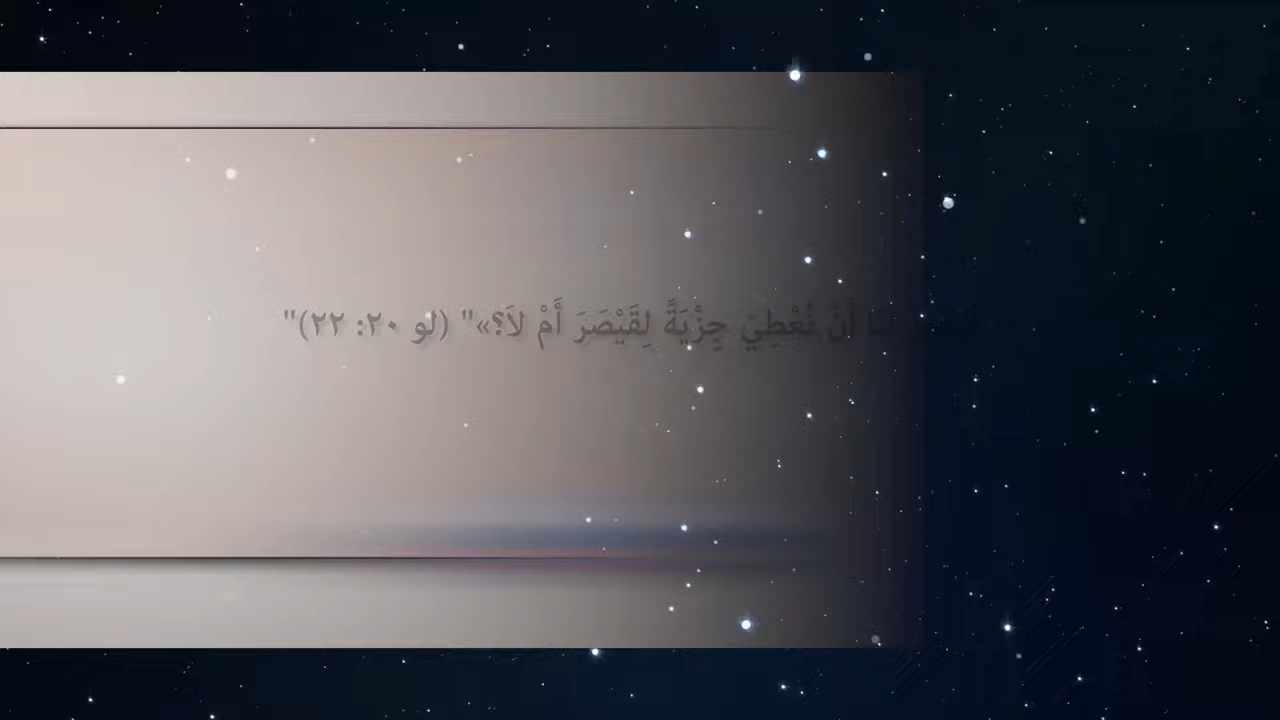 أَنْ نُعْطِيَ جِزْيَةً لِقَيْصَرَ أَمْ لاَ؟»" (لو ٢٠: ٢٢)"